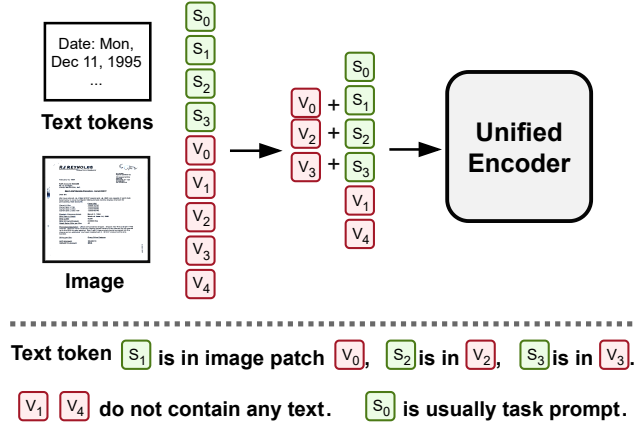 Date: Mon,
Dec 11, 1995
...
Text tokens
RJREYNOLDS
Image
S0
S1
S2
S3
V0
V1
V2
V3
V4
S0
V0 + S1
V2 + S2
V3 + S3
V1
V4
Unified
Encoder
Text token S1 is in image patch V0, S2 is in V2, S3 is in V3.
V1 V4 do not contain any text. S0 is usually task prompt.